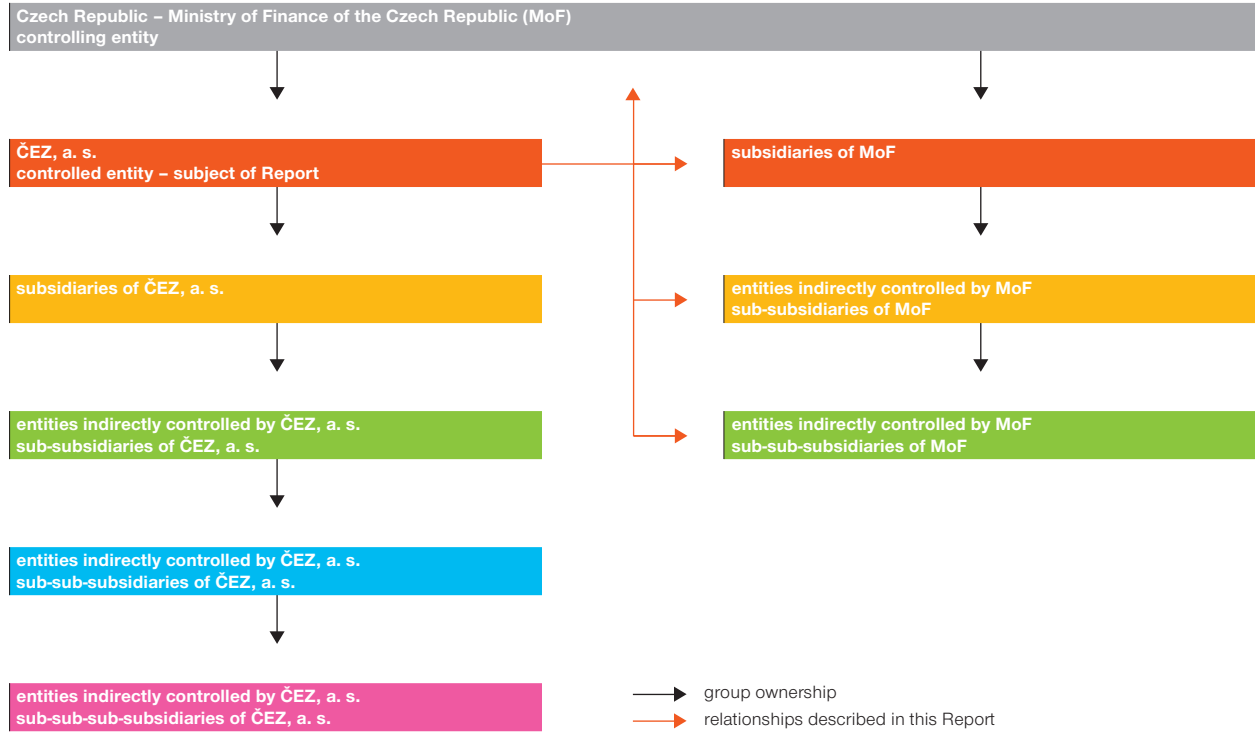 Czech Republic – Ministry of Finance of the Czech Republic (MoF)
controlling entity
ČEZ, a. s.
controlled entity – subject of Report
subsidiaries of MoF
subsidiaries of ČEZ, a. s.
entities indirectly controlled by MoF
sub-subsidiaries of MoF
entities indirectly controlled by ČEZ, a. s.
sub-subsidiaries of ČEZ, a. s.
entities indirectly controlled by MoF
sub-sub-subsidiaries of MoF
entities indirectly controlled by ČEZ, a. s.
sub-sub-subsidiaries of ČEZ, a. s.
entities indirectly controlled by ČEZ, a. s.
sub-sub-sub-subsidiaries of ČEZ, a. s.
group ownership
relationships described in this Report